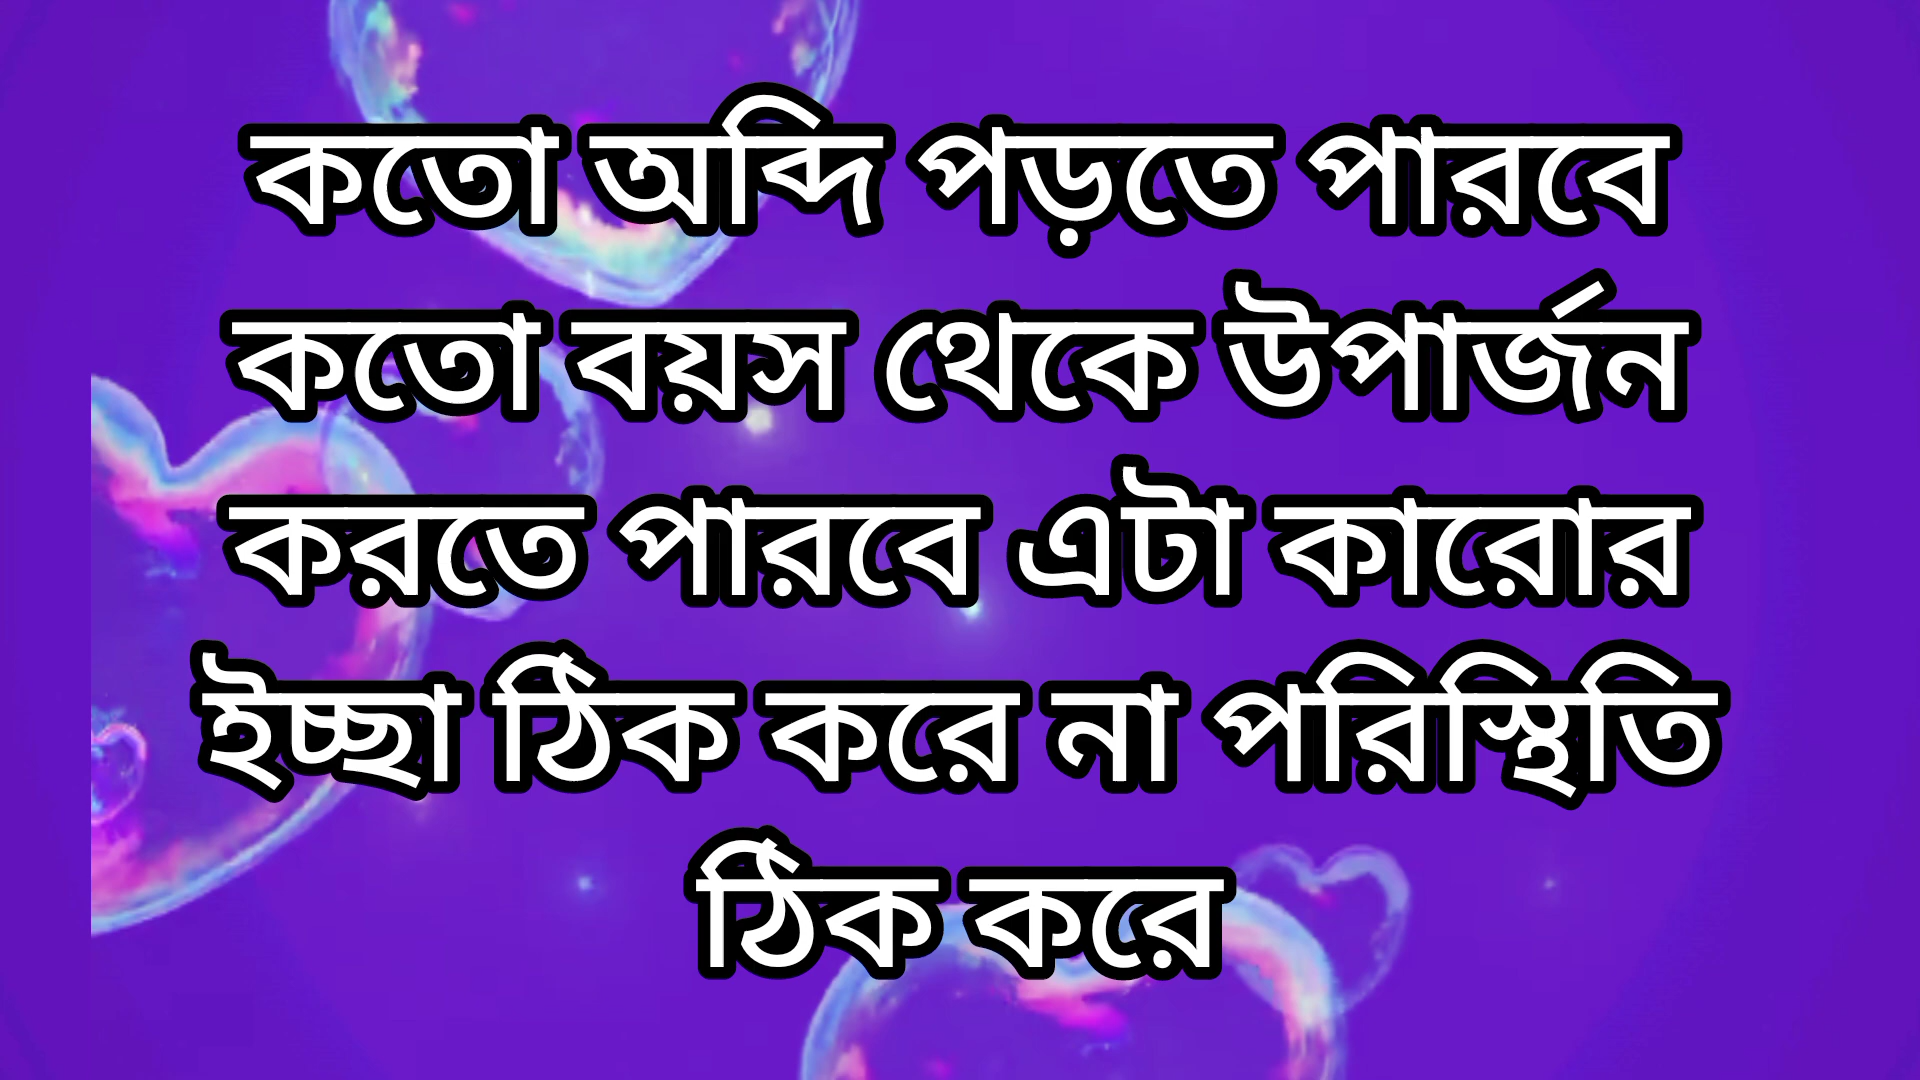 কতো অব্দি পড়তে পারবে
কতো বয়স থেকে উপার্জন
করতে পারবে এটা কারোর
ইচ্ছা ঠিক করে না পরিস্থিতি
ঠিক করে